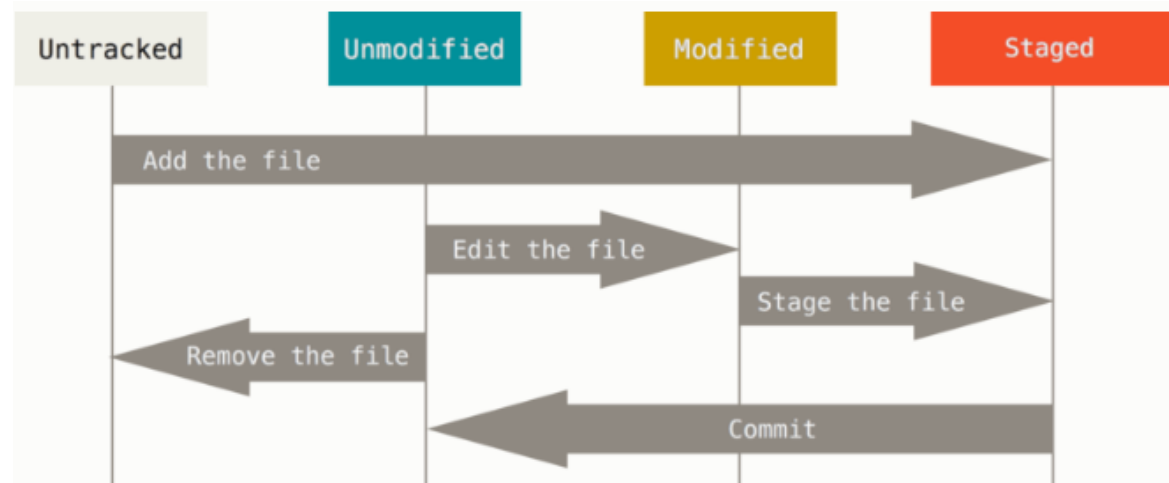 Untracked
Unmodified
Modified
Staged
Add the file
Edit the file
Stage the file
Remove the file
Commit